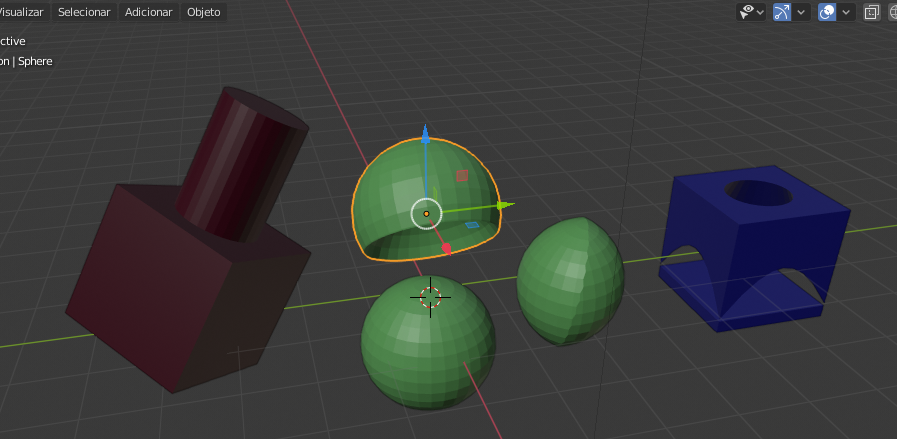 Visualizar Selecionar Adicionar Objeto
ctive
on | Sphere